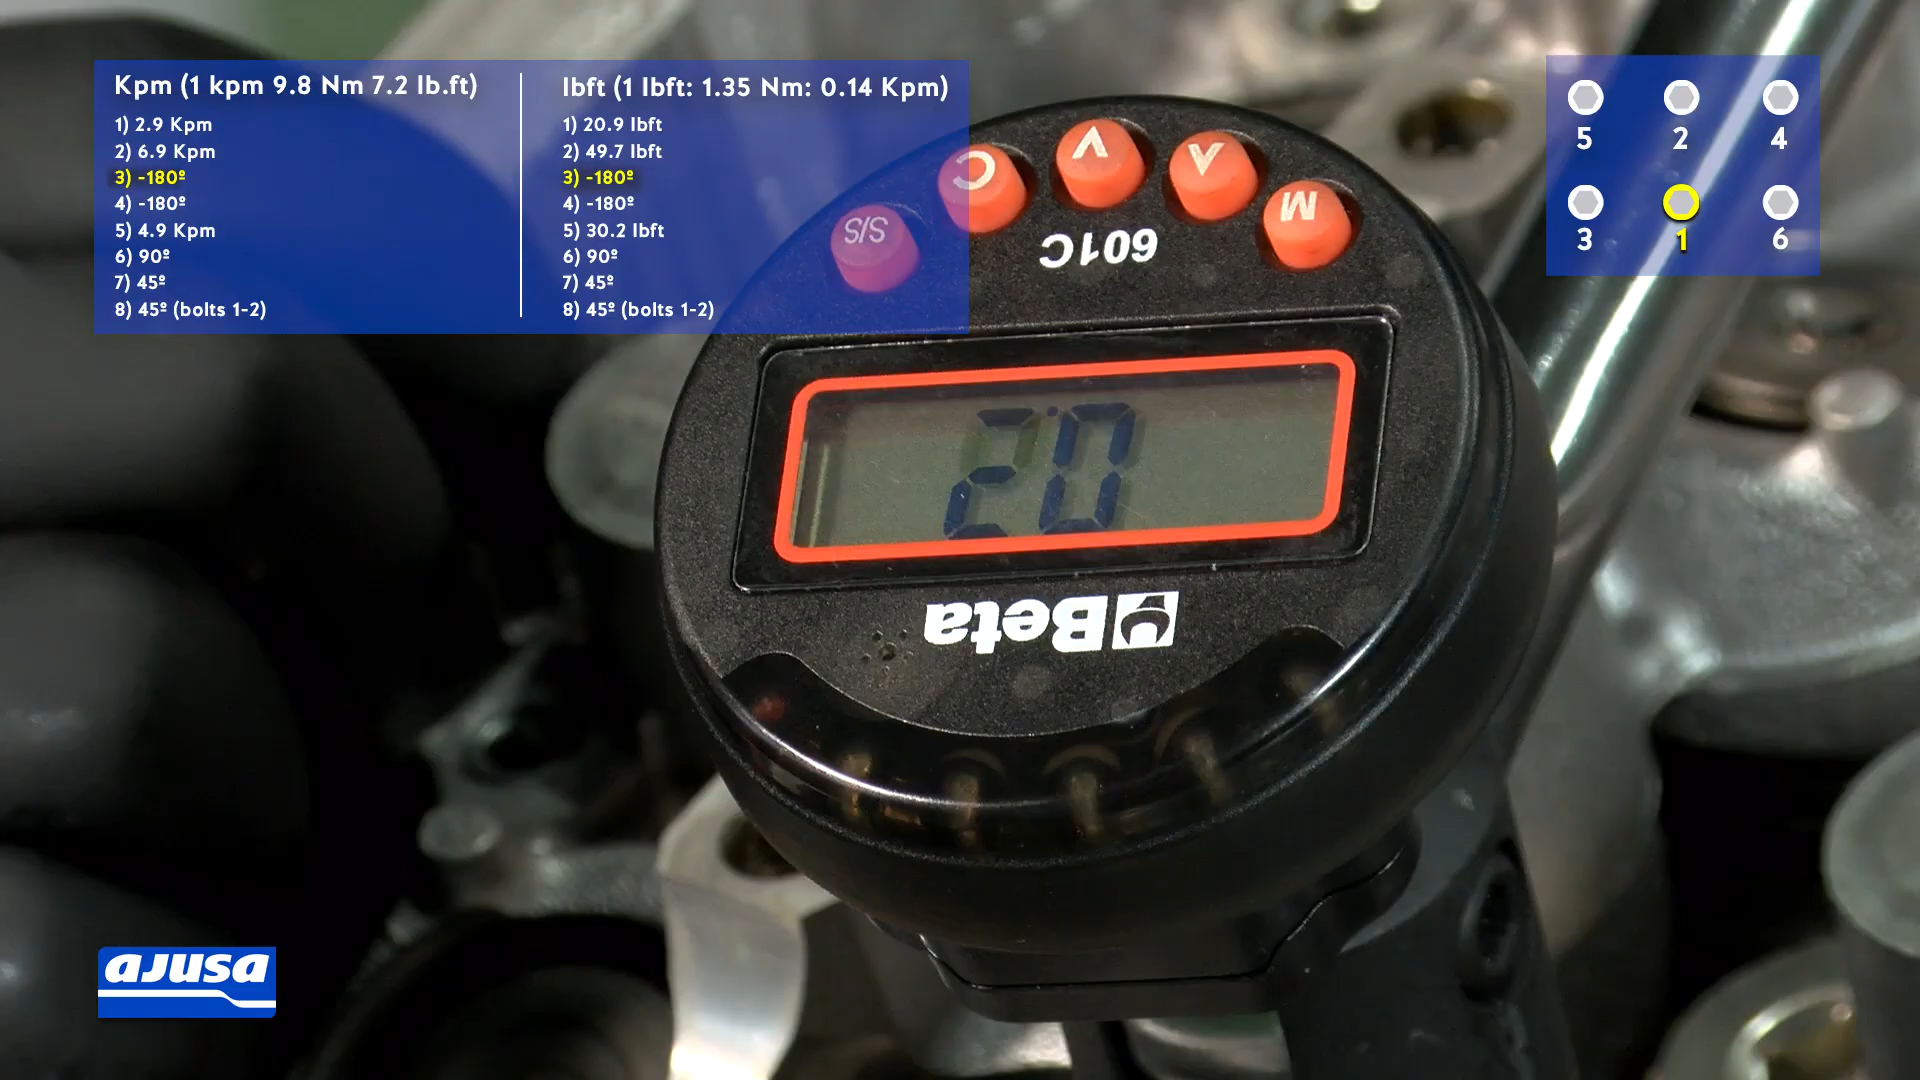 Kpm (1 kpm 9.8 Nm 7.2 lb.ft)
1) 2.9 Kpm
2) 6.9 Kpm
3) -180º
4) -180º
5) 4.9 Kpm
6) 90º
7) 45º
8) 45º (bolts 1-2)
lbft (1 lbft: 1.35 Nm: 0.14 Kpm)
1) 20.9 lbft
2) 49.7 lbft
3) -180º
4) -180º
5) 30.2 lbft
6) 90º
7) 45º
8) 45º (bolts 1-2)
5 2 4
3 1 6
S/S C M
601C
0.2
Beta
AJUSA